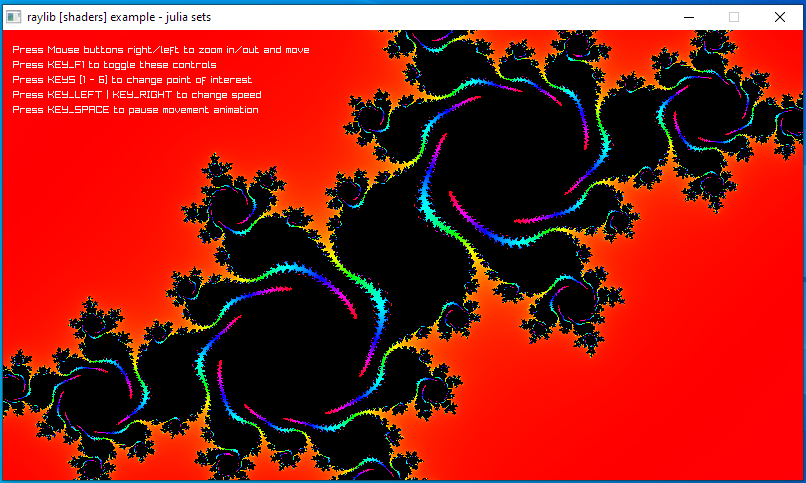 raylib [shaders] example - julia sets
Press Mouse buttons right/left to zoom in/out and move
Press KEY_F1 to toggle these controls
Press KEYS [1 - 6] to change point of interest
Press KEY_LEFT | KEY_RIGHT to change speed
Press KEY_SPACE to pause movement animation